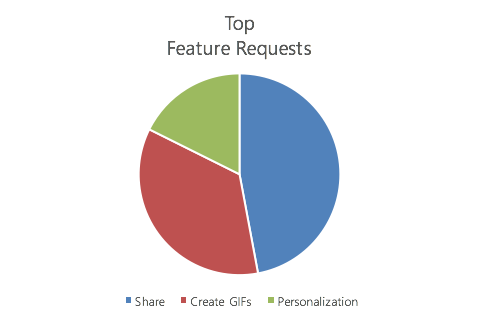 Top
Feature Requests
Share Create GIFs Personalization